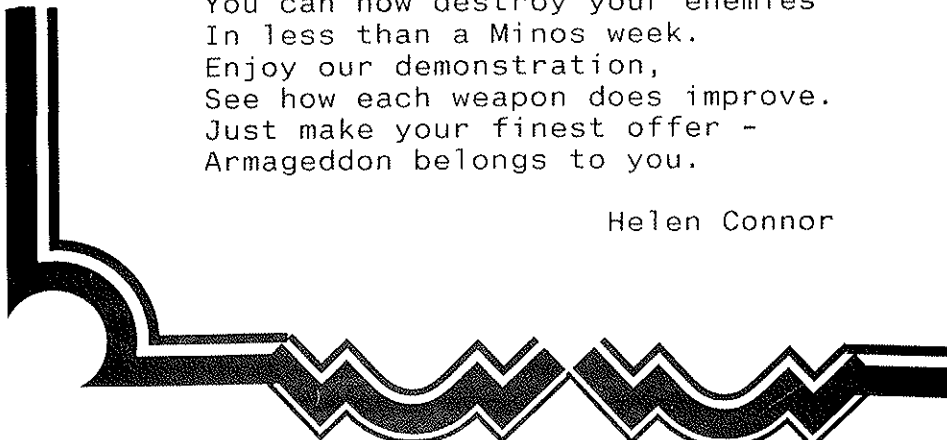 You can now destroy your enemies
In less than a Minos week.
Enjoy our demonstration,
See how each weapon does improve.
Just make your finest offer -
Armageddon belongs to you.
Helen Connor